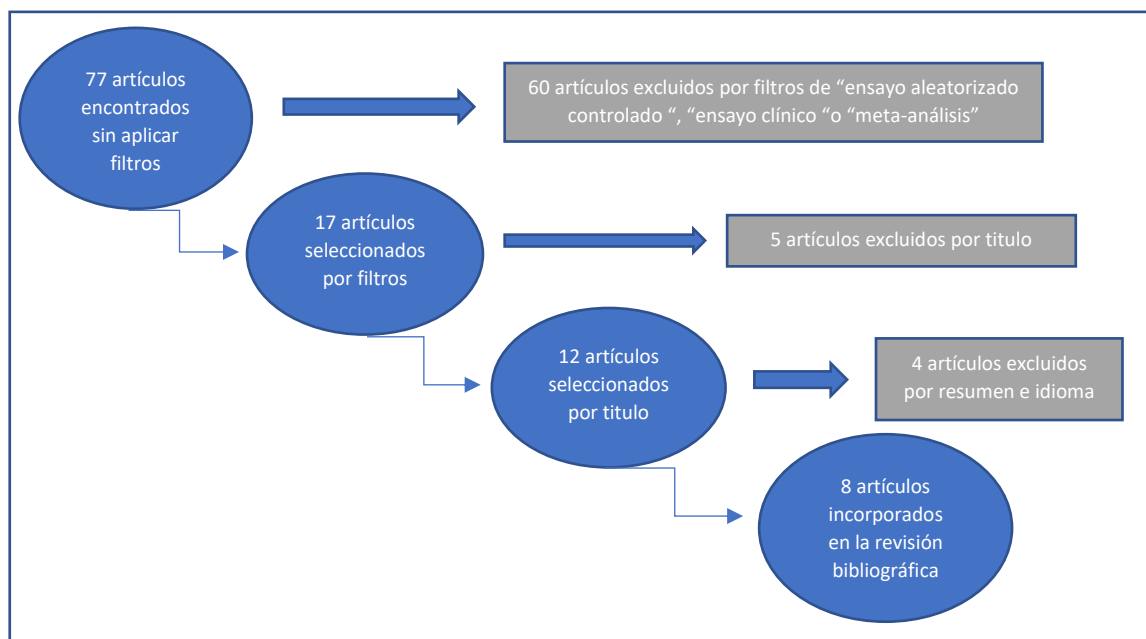 77 artículos
encontrados
sin aplicar
filtros
60 artículos excluidos por filtros de “ensayo aleatorizado
controlado “, “ensayo clínico “o “meta-análisis”
17 artículos
seleccionados
por filtros
5 artículos excluidos por titulo
12 artículos
seleccionados
por titulo
4 artículos excluidos
por resumen e idioma
8 artículos
incorporados
en la revisión
bibliográfica